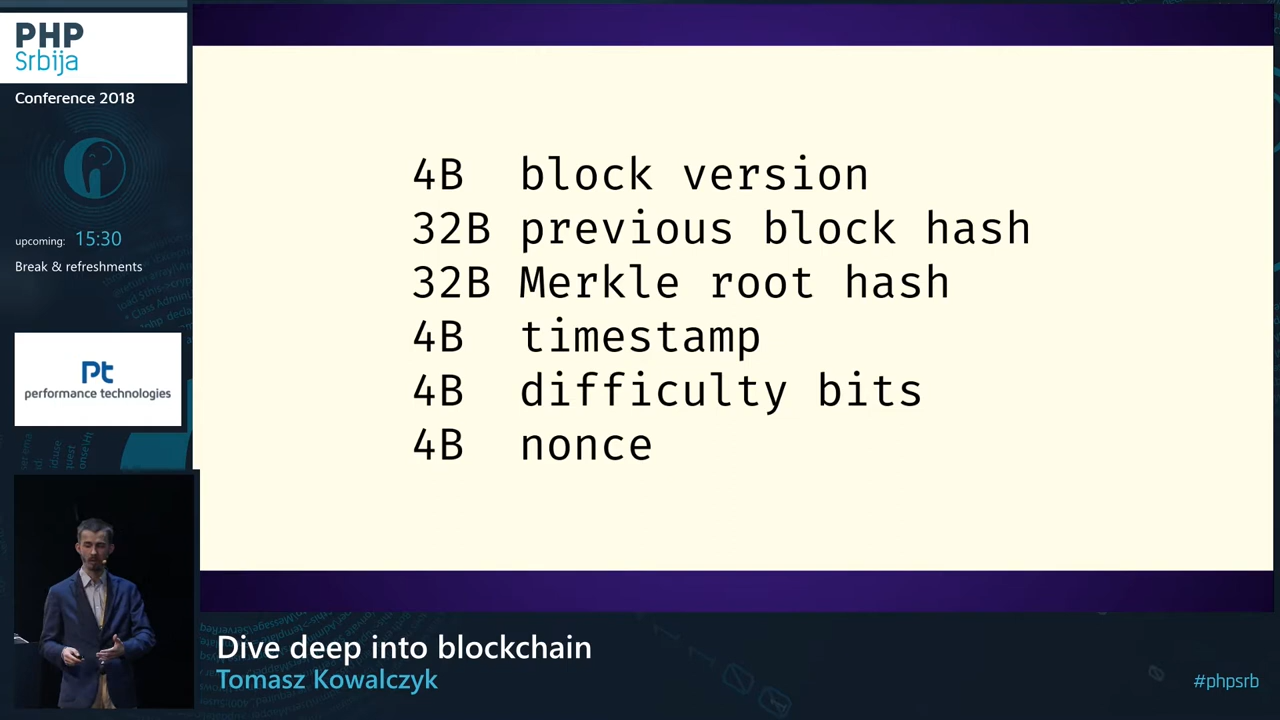 PHP
Srbija
Conference 2018
upcoming: 15:30
Break & refreshments
Pt
performance technologies
4B block version
32B previous block hash
32B Merkle root hash
4B timestamp
4B difficulty bits
4B nonce
Dive deep into blockchain
Tomasz Kowalczyk
#phpsrb